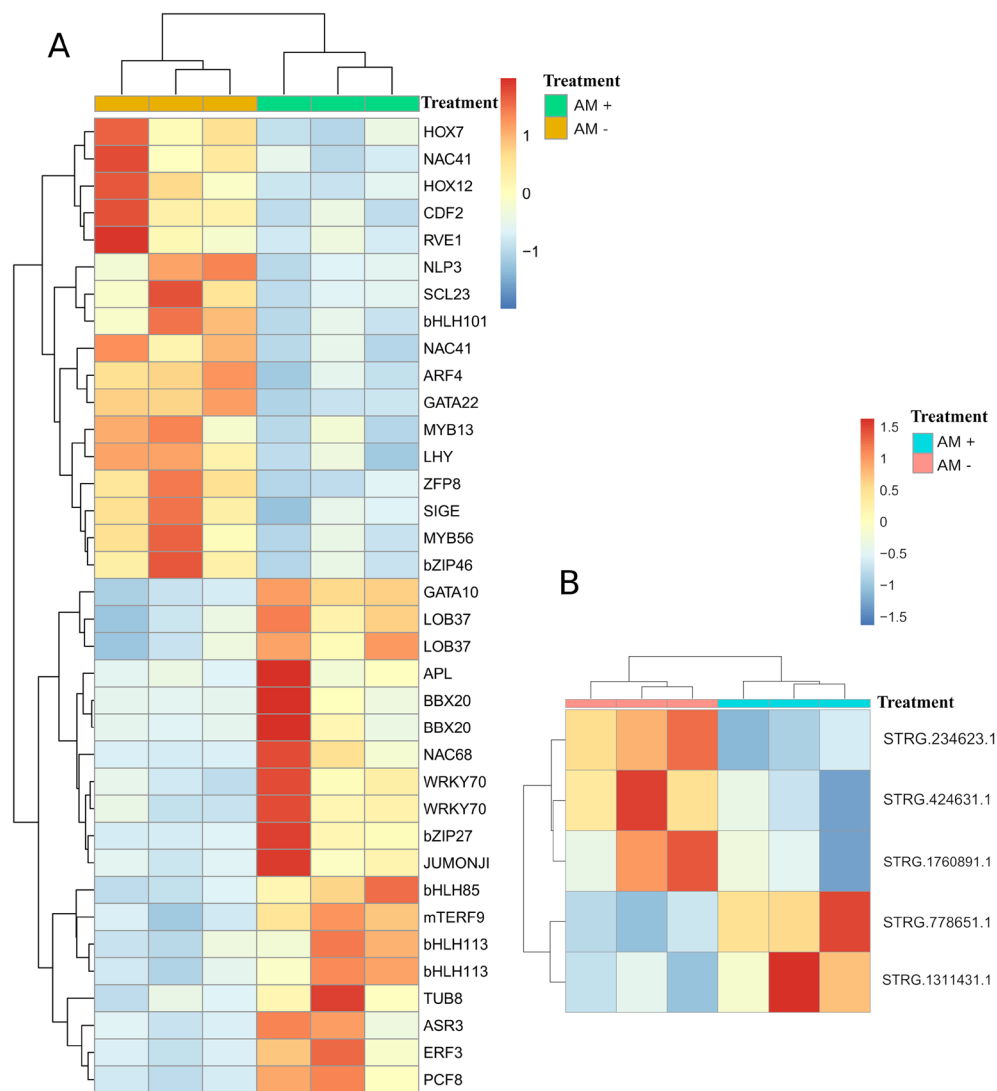 A
Treatment
HOX7
NAC41
HOX12
CDF2
RVE1
NLP3
SCL23
bHLH101
NAC41
ARF4
GATA22
MYB13
LHY
ZFP8
SIGE
MYB56
bZIP46
GATA10
LOB37
LOB37
APL
BBX20
BBX20
NAC68
WRKY70
WRKY70
bZIP27
JUMONJI
bHLH85
mTERF9
bHLH113
bHLH113
TUB8
ASR3
ERF3
PCF8
1
0
−1
Treatment
AM +
AM -
B
1.5
1
0.5
0
−0.5
−1
−1.5
Treatment
AM +
AM -
Treatment
STRG.234623.1
STRG.424631.1
STRG.1760891.1
STRG.778651.1
STRG.1311431.1